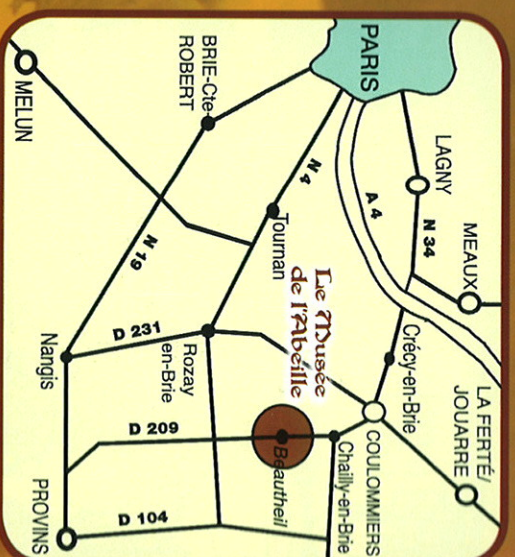 PARIS
LAGNY
MEAUX
N 34
A 4
LA FERTÉ/
JOUARRE
BRIE-Cte-
ROBERT
N 4
Tournan
Crécy-en-Brie
Le Musée
de l'Abeille
COULOMMIERS
MELUN
N 19
Rozay
en-Brie
Chailly-en-Brie
Beautheil
D 231
D 209
D 104
Nangis
PROVINS